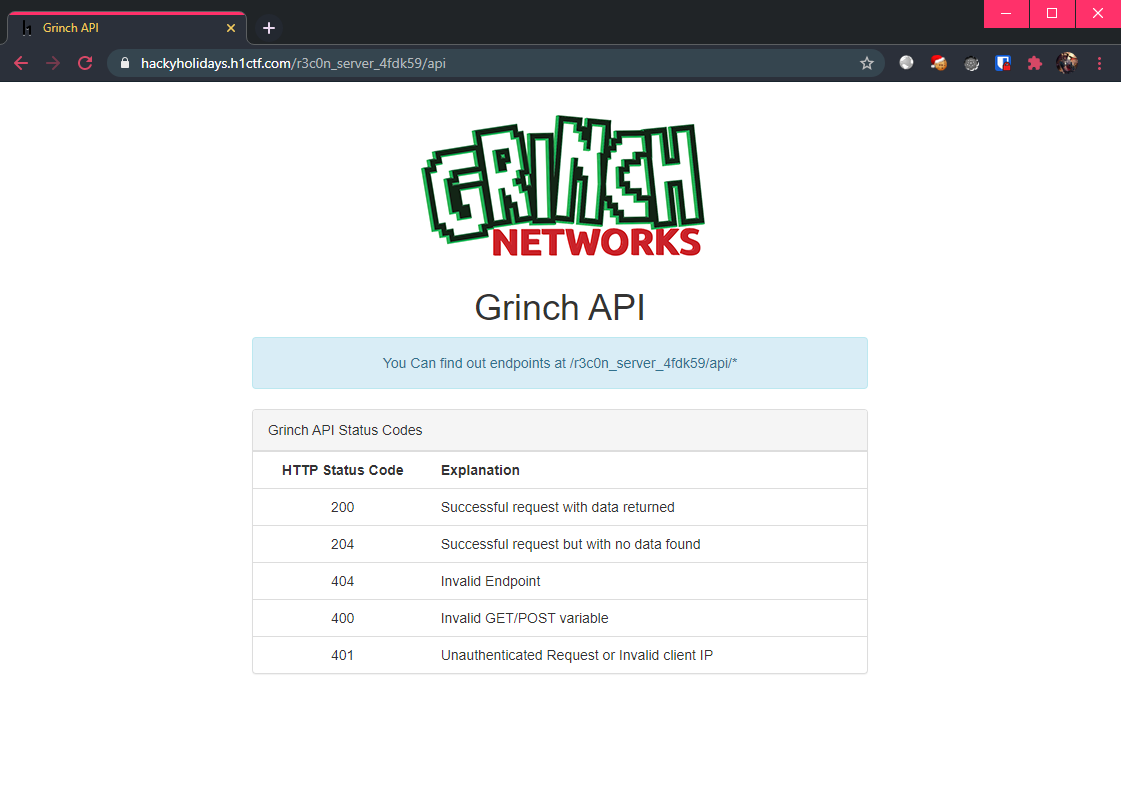 Grinch API
hackyholidays.h1ctf.com/r3c0n_server_4fdk59/api
GRINCH
NETWORKS
Grinch API
You Can find out endpoints at /r3c0n_server_4fdk59/api/*
Grinch API Status Codes
HTTP Status Code Explanation
200 Successful request with data returned
204 Successful request but with no data found
404 Invalid Endpoint
400 Invalid GET/POST variable
401 Unauthenticated Request or Invalid client IP